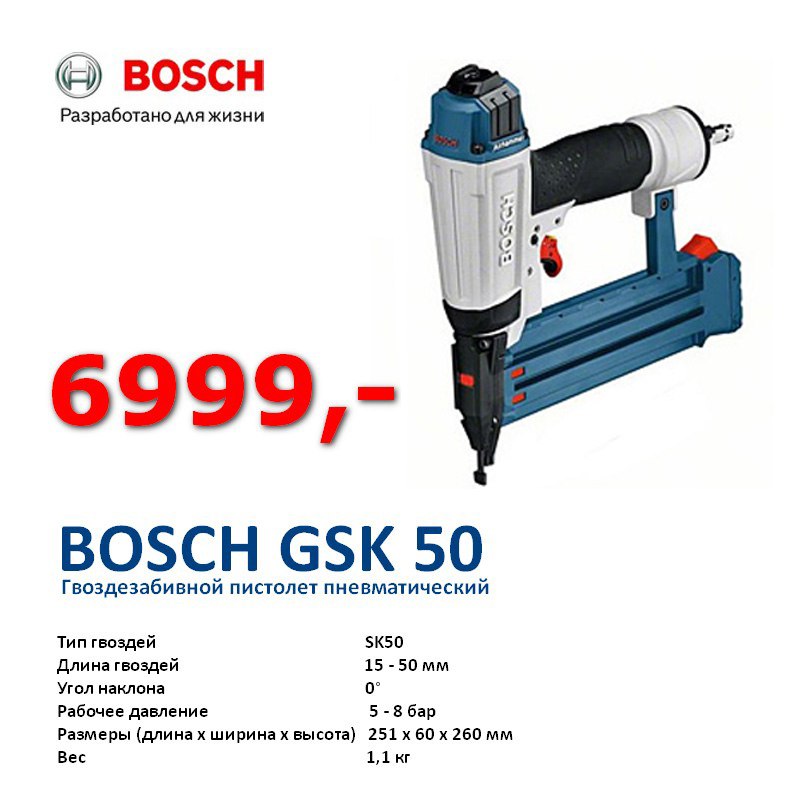 BOSCH
Разработано для жизни
BOSCH
BOSCH
6999,-
BOSCH GSK 50
Гвоздезабивной пистолет пневматический
Тип гвоздей SK50
Длина гвоздей 15 - 50 мм
Угол наклона 0°
Рабочее давление 5 - 8 бар
Размеры (длина х ширина х высота) 251 х 60 х 260 мм
Вес 1,1 кг